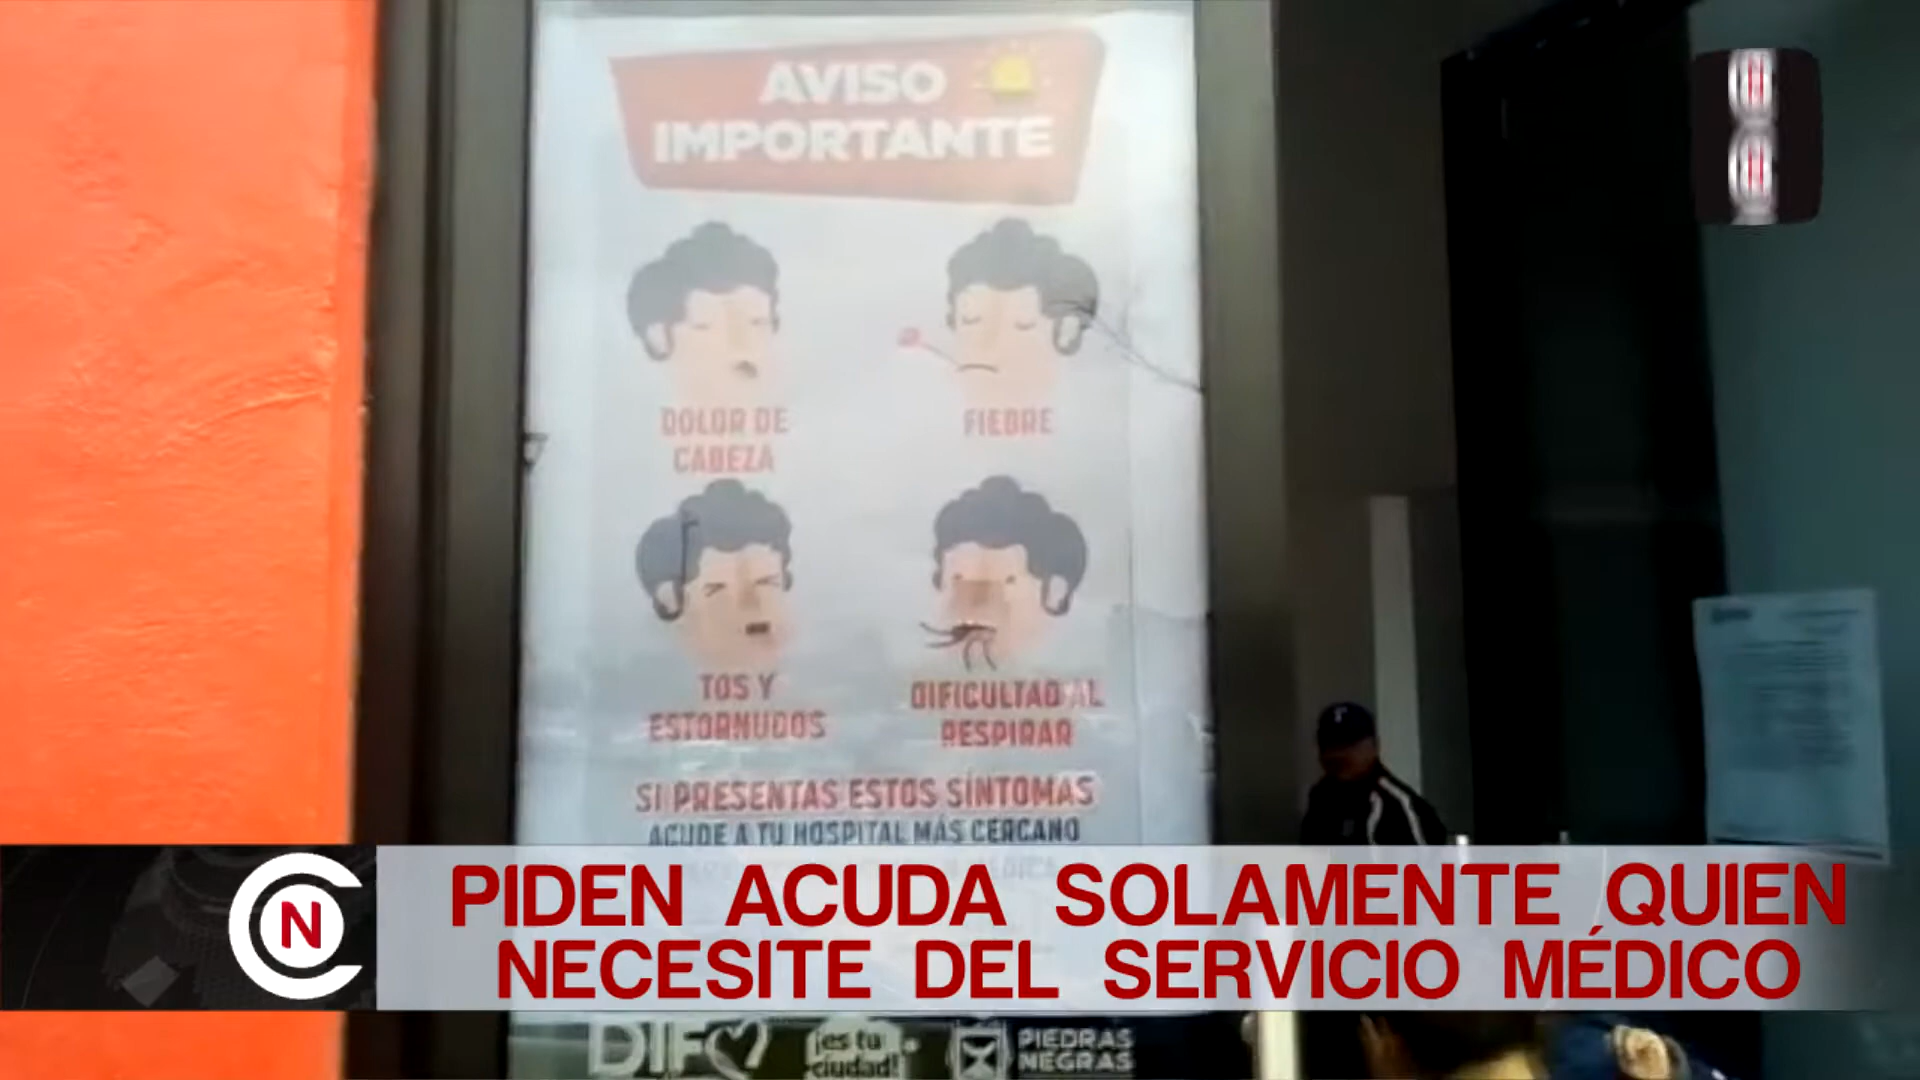 AVISO
IMPORTANTE
DOLOR DE
CABEZA
FIEBRE
TOS Y
ESTORNUDOS
DIFICULTAD AL
RESPIRAR
SI PRESENTAS ESTOS SÍNTOMAS
ACUDE A TU HOSPITAL MÁS CERCANO
CN
PIDEN ACUDA SOLAMENTE QUIEN
NECESITE DEL SERVICIO MÉDICO
DIF
¡es tu
ciudad!
PIEDRAS
NEGRAS